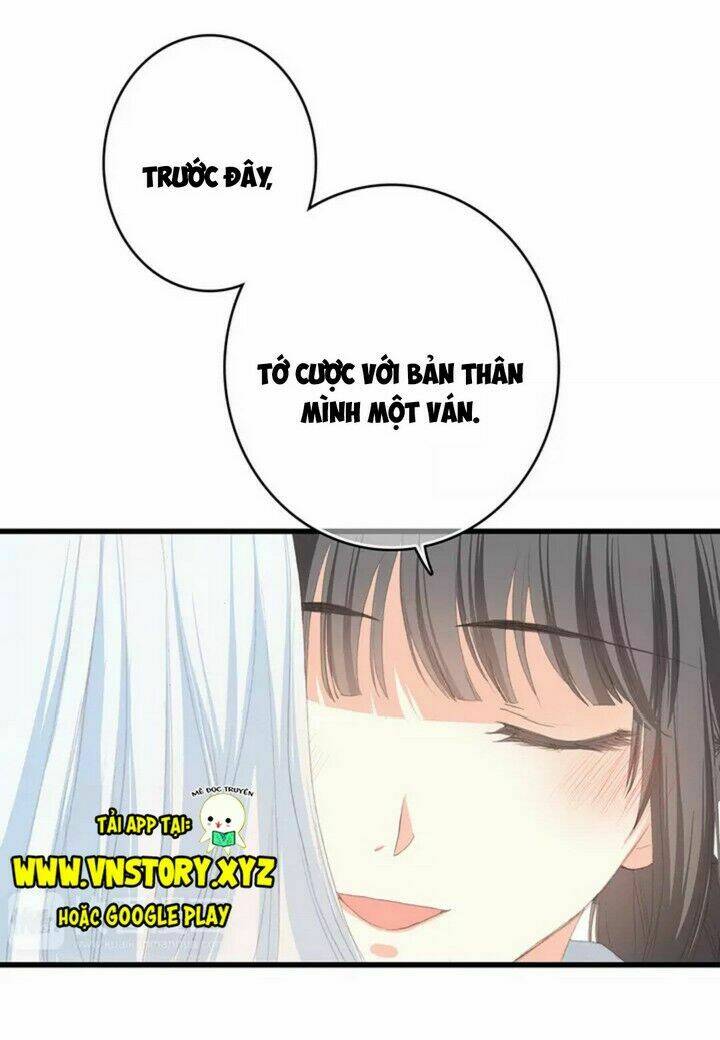 TRƯỚC ĐÂY,
TỚ CƯỢC VỚI BẢN THÂN
MÌNH MỘT VÁN.
MÊ ĐỌC TRUYỆN
TẢI APP TẠI:
WWW.VNSTORY.XYZ
HOẶC GOOGLE PLAY